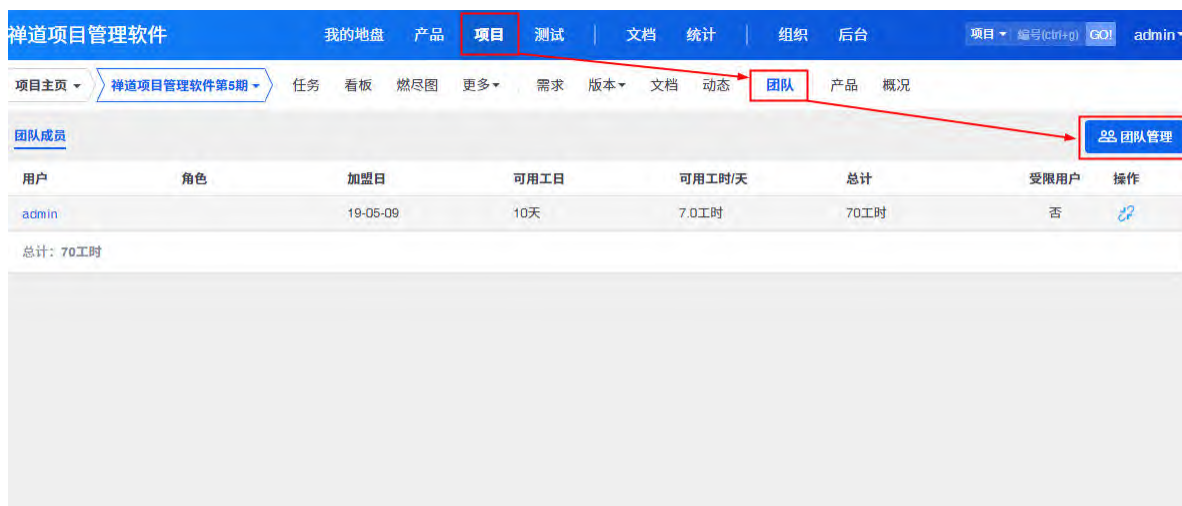 禅道项目管理软件 我的地盘 产品 项目 测试 | 文档 统计 | 组织 后台 项目 编号(ctrl+g) GO! admin
项目主页 禅道项目管理软件第5期 任务 看板 燃尽图 更多 需求 版本 文档 动态 团队 产品 概况
团队成员 团队管理
用户 角色 加盟日 可用工日 可用工时/天 总计 受限用户 操作
admin 19-05-09 10天 7.0工时 70工时 否
总计：70工时